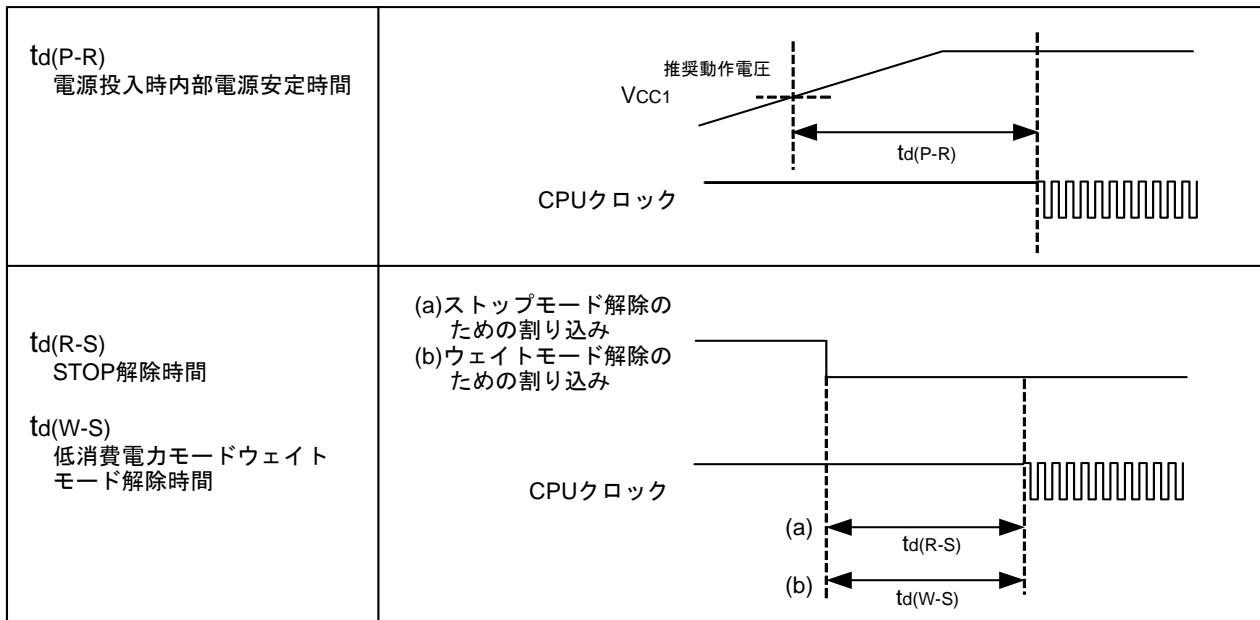 td(P-R)
電源投入時内部電源安定時間
推奨動作電圧
VCC1
td(P-R)
CPUクロック
td(R-S)
STOP解除時間
td(W-S)
低消費電力モードウェイト
モード解除時間
(a)ストップモード解除の
ための割り込み
(b)ウェイトモード解除の
ための割り込み
CPUクロック
(a)
td(R-S)
(b)
td(W-S)